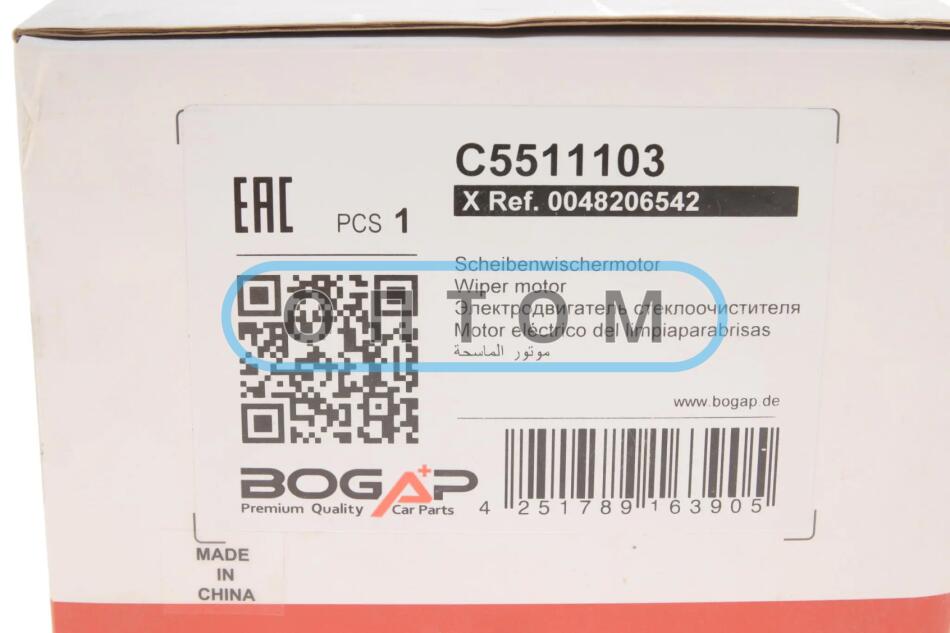 C5511103
X Ref. 0048206542
EAC
PCS 1
Scheibenwischermotor
Wiper motor
Электродвигатель стеклоочистителя
Motor eléctrico del limpiaparabrisas
موتور الماسحة
ОПТОМ
www.bogap.de
BOGAP
Premium Quality Car Parts
4 251789 163905
MADE
IN
CHINA